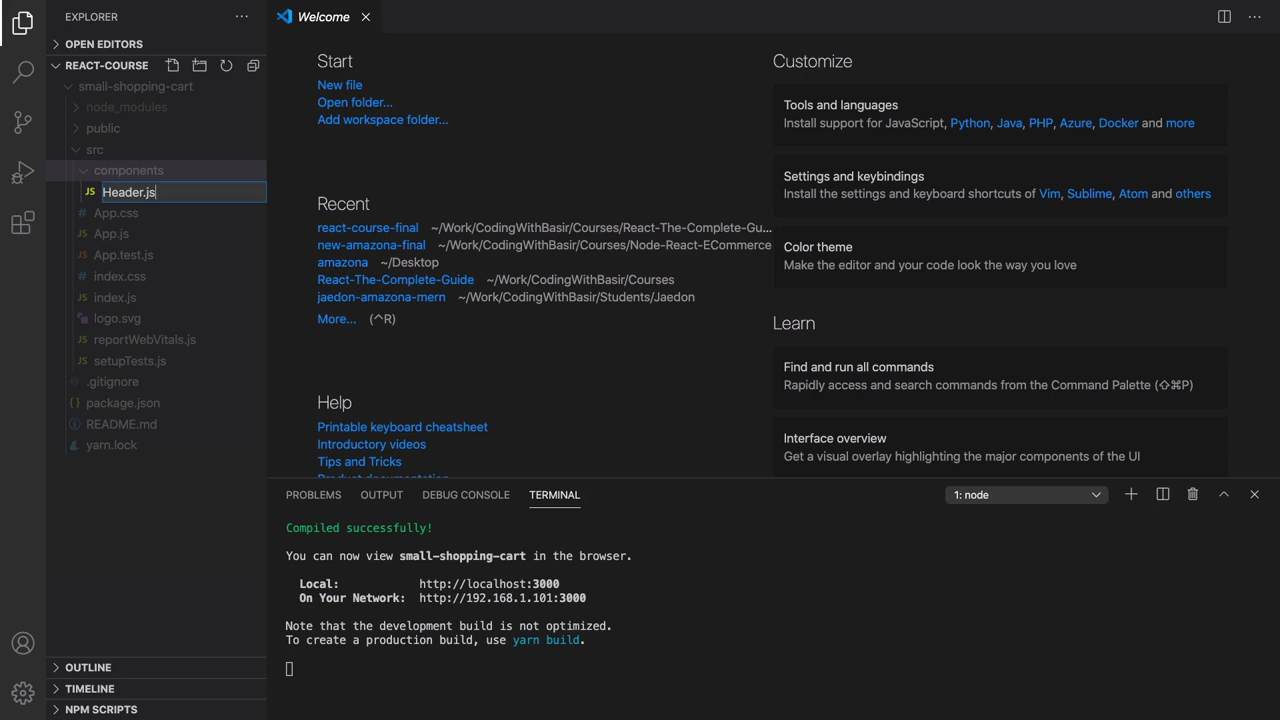 EXPLORER
OPEN EDITORS
REACT-COURSE
small-shopping-cart
node_modules
public
src
components
JS Header.js
# App.css
JS App.js
JS App.test.js
# index.css
JS index.js
logo.svg
JS reportWebVitals.js
JS setupTests.js
.gitignore
{} package.json
README.md
yarn.lock
OUTLINE
TIMELINE
NPM SCRIPTS
Welcome
Start
New file
Open folder...
Add workspace folder...
Recent
react-course-final ~/Work/CodingWithBasir/Courses/React-The-Complete-Gu...
new-amazona-final ~/Work/CodingWithBasir/Courses/Node-React-ECommerce
amazona ~/Desktop
React-The-Complete-Guide ~/Work/CodingWithBasir/Courses
jaedon-amazona-mern ~/Work/CodingWithBasir/Students/Jaedon
More... (^R)
Help
Printable keyboard cheatsheet
Introductory videos
Tips and Tricks
Product documentation
Customize
Tools and languages
Install support for JavaScript, Python, Java, PHP, Azure, Docker and more
Settings and keybindings
Install the settings and keyboard shortcuts of Vim, Sublime, Atom and others
Color theme
Make the editor and your code look the way you love
Learn
Find and run all commands
Rapidly access and search commands from the Command Palette (⇧⌘P)
Interface overview
Get a visual overlay highlighting the major components of the UI
PROBLEMS OUTPUT DEBUG CONSOLE TERMINAL 1: node
Compiled successfully!
You can now view small-shopping-cart in the browser.
Local: http://localhost:3000
On Your Network: http://192.168.1.101:3000
Note that the development build is not optimized.
To create a production build, use yarn build.